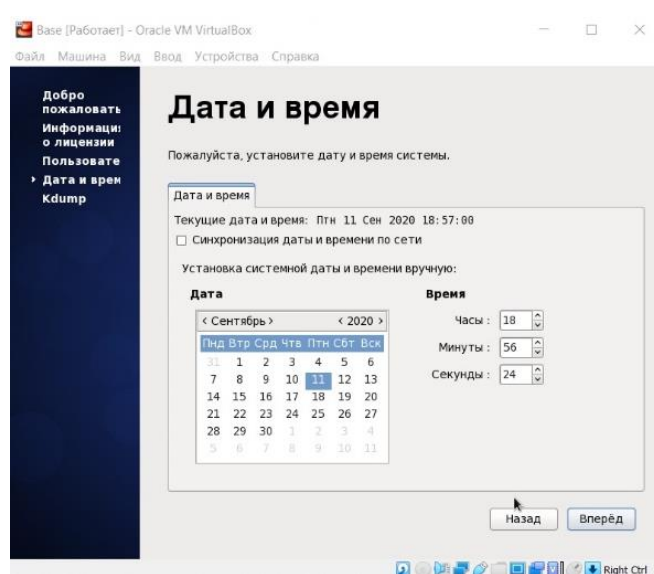 Base [Работает] - Oracle VM VirtualBox
Файл Машина Вид Ввод Устройства Справка
Добро
пожаловать
Информаци
о лицензии
Пользовате
Дата и врем
Kdump
Дата и время
Пожалуйста, установите дату и время системы.
Дата и время
Текущие дата и время: Птн 11 Сен 2020 18:57:00
Синхронизация даты и времени по сети
Установка системной даты и времени вручную:
Дата
< Сентябрь > < 2020 >
Пнд Втр Срд Чтв Птн Сбт Вск
31 1 2 3 4 5 6
7 8 9 10 11 12 13
14 15 16 17 18 19 20
21 22 23 24 25 26 27
28 29 30 1 2 3 4
5 6 7 8 9 10 11
Время
Часы : 18
Минуты : 56
Секунды : 24
Назад Вперёд
Right Ctrl